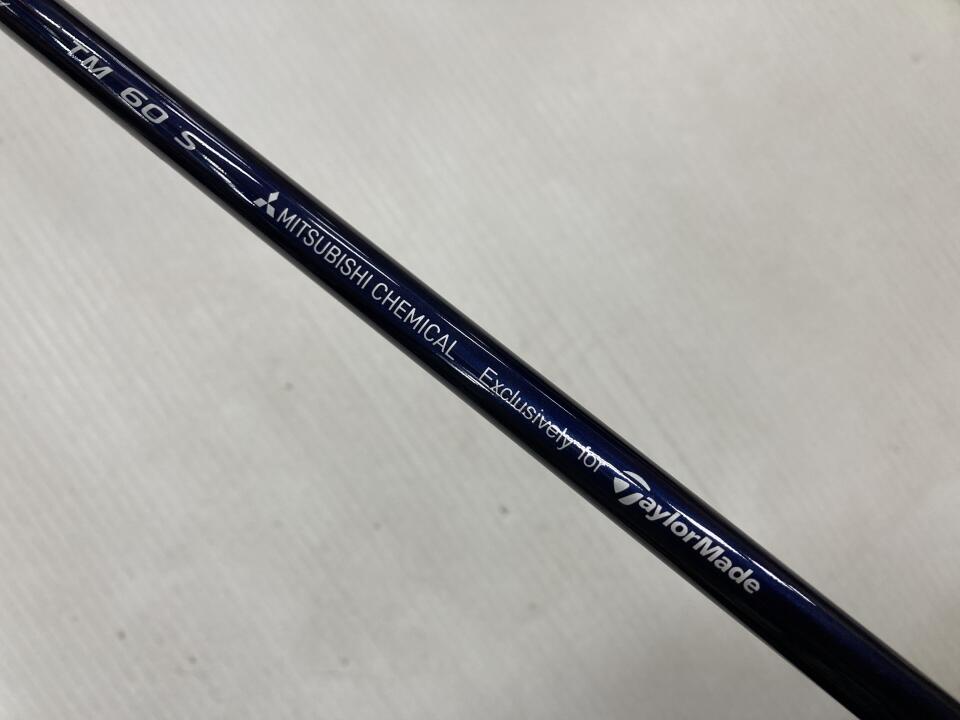 TM 60 S MITSUBISHI CHEMICAL Exclusively for TaylorMade